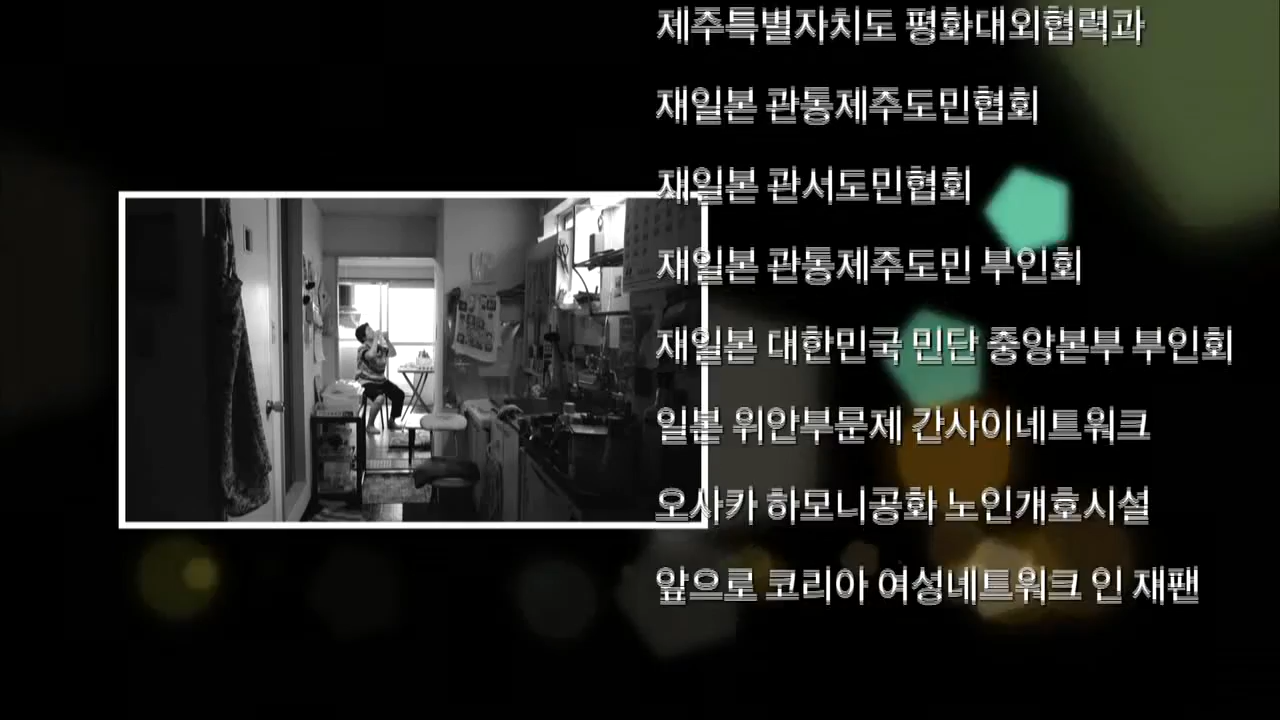 제주특별자치도 평화대외협력과
재일본 관동제주도민협회
재일본 관서도민협회
재일본 관동제주도민 부인회
재일본 대한민국 민단 중앙본부 부인회
일본 위안부문제 간사이네트워크
오사카 하모니공화 노인개호시설
앞으로 코리아 여성네트워크 인 재팬